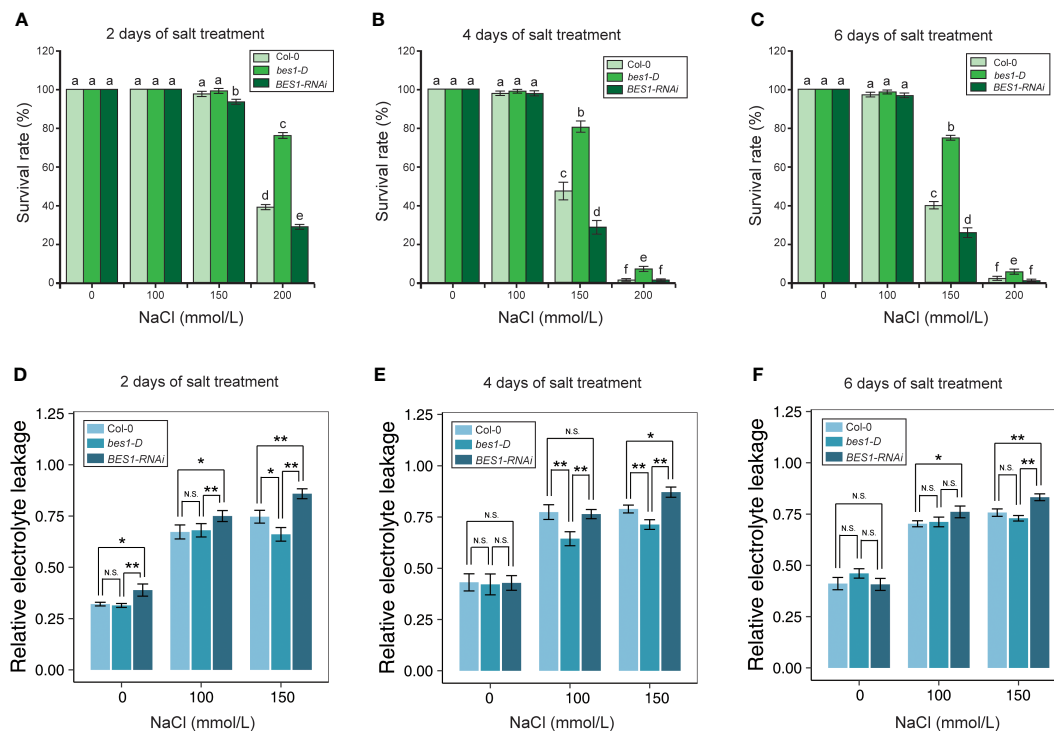 A
2 days of salt treatment
Col-0
bes1-D
BES1-RNAi
Survival rate (%)
120
100
80
60
40
20
0
a a a
a a a
a a b
d c e
0 100 150 200
NaCl (mmol/L)
B
4 days of salt treatment
Col-0
bes1-D
BES1-RNAi
Survival rate (%)
120
100
80
60
40
20
0
a a a
a a a
c b d
f e f
0 100 150 200
NaCl (mmol/L)
C
6 days of salt treatment
Col-0
bes1-D
BES1-RNAi
Survival rate (%)
120
100
80
60
40
20
0
a a a
a a a
c b d
f e f
0 100 150 200
NaCl (mmol/L)
D
2 days of salt treatment
Col-0
bes1-D
BES1-RNAi
Relative electrolyte leakage
1.25
1.00
0.75
0.50
0.25
0.00
*
N.S. **
*
N.S. **
**
* **
0 100 150
NaCl (mmol/L)
E
4 days of salt treatment
Col-0
bes1-D
BES1-RNAi
Relative electrolyte leakage
1.25
1.00
0.75
0.50
0.25
0.00
N.S.
N.S. N.S.
N.S.
** **
*
** **
0 100 150
NaCl (mmol/L)
F
6 days of salt treatment
Col-0
bes1-D
BES1-RNAi
Relative electrolyte leakage
1.25
1.00
0.75
0.50
0.25
0.00
N.S.
N.S. N.S.
*
N.S. N.S.
**
N.S. **
0 100 150
NaCl (mmol/L)